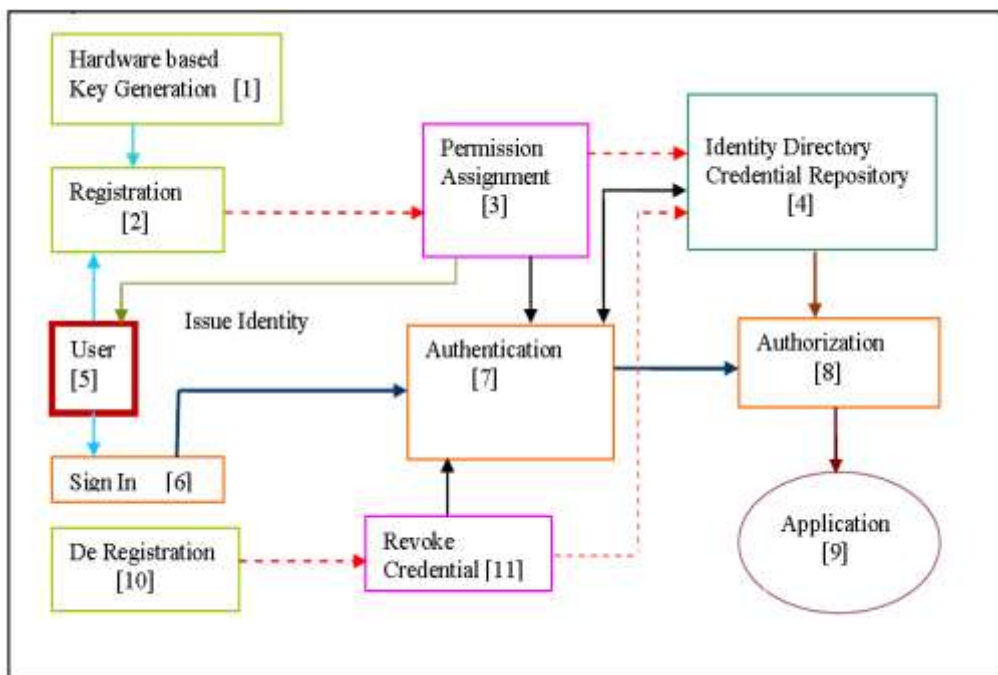 Hardware based
Key Generation [1]
Registration
[2]
Permission
Assignment
[3]
Identity Directory
Credential Repository
[4]
Issue Identity
User
[5]
Authentication
[7]
Authorization
[8]
Sign In [6]
De Registration
[10]
Revoke
Credential [11]
Application
[9]